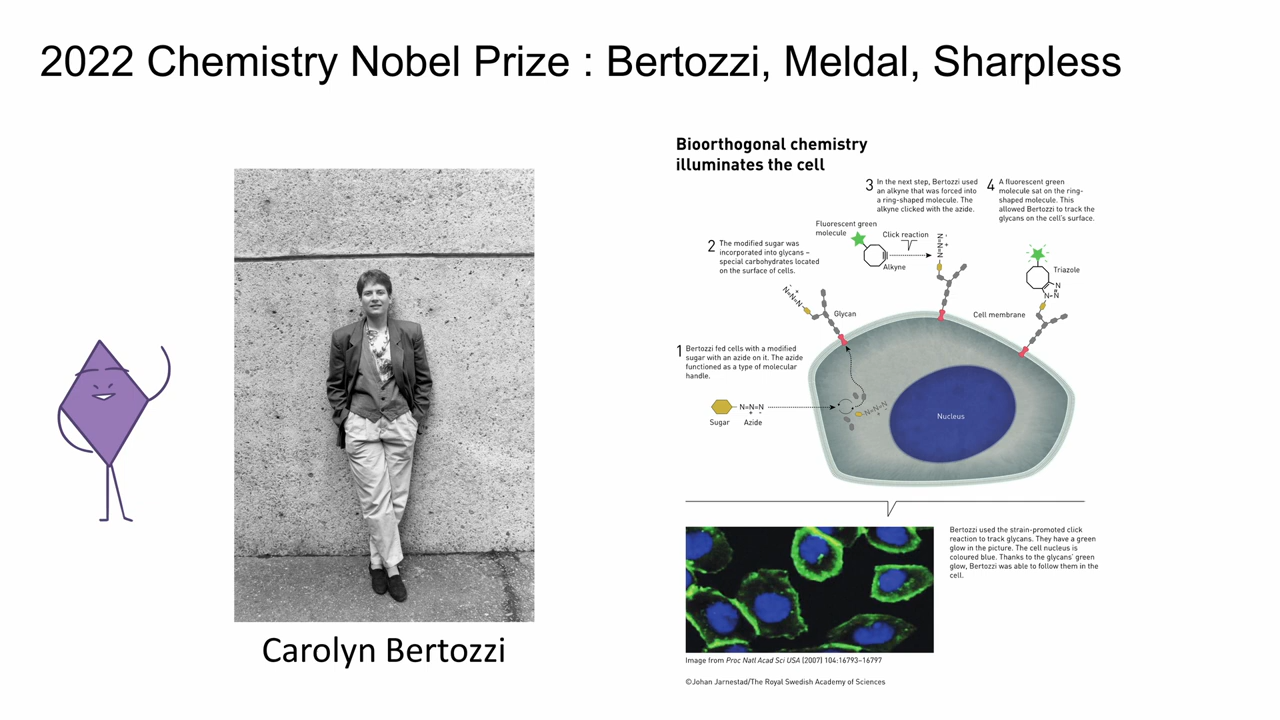 2022 Chemistry Nobel Prize : Bertozzi, Meldal, Sharpless
Carolyn Bertozzi
Bioorthogonal chemistry
illuminates the cell
3 In the next step, Bertozzi used
an alkyne that was forced into
a ring-shaped molecule. The
alkyne clicked with the azide.
4 A fluorescent green
molecule sat on the ring-
shaped molecule. This
allowed Bertozzi to track the
glycans on the cell's surface.
Fluorescent green
molecule
Click reaction
Alkyne
N=N=N
- +
2 The modified sugar was
incorporated into glycans –
special carbohydrates located
on the surface of cells.
N=N=N
+ -
Glycan
Cell membrane
Triazole
N
N
N
1 Bertozzi fed cells with a modified
sugar with an azide on it. The azide
functioned as a type of molecular
handle.
N=N=N
+ -
Sugar
Azide
N=N=N
+ -
Nucleus
Bertozzi used the strain-promoted click
reaction to track glycans. They have a green
glow in the picture. The cell nucleus is
coloured blue. Thanks to the glycans' green
glow, Bertozzi was able to follow them in the
cell.
Image from Proc Natl Acad Sci USA (2007) 104:16793–16797
©Johan Jarnestad/The Royal Swedish Academy of Sciences